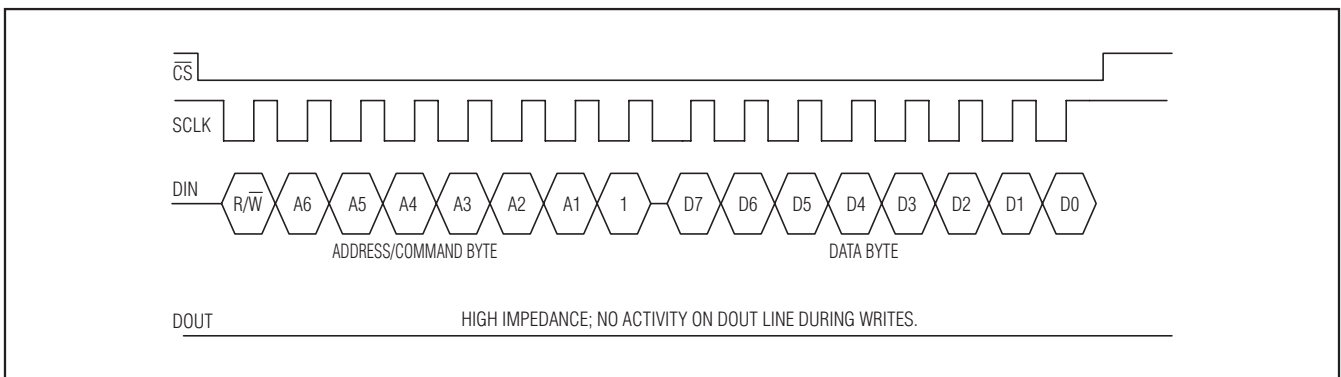 C̅S̅
SCLK
DIN
R/W̅ A6 A5 A4 A3 A2 A1 1 D7 D6 D5 D4 D3 D2 D1 D0
ADDRESS/COMMAND BYTE DATA BYTE
DOUT HIGH IMPEDANCE; NO ACTIVITY ON DOUT LINE DURING WRITES.